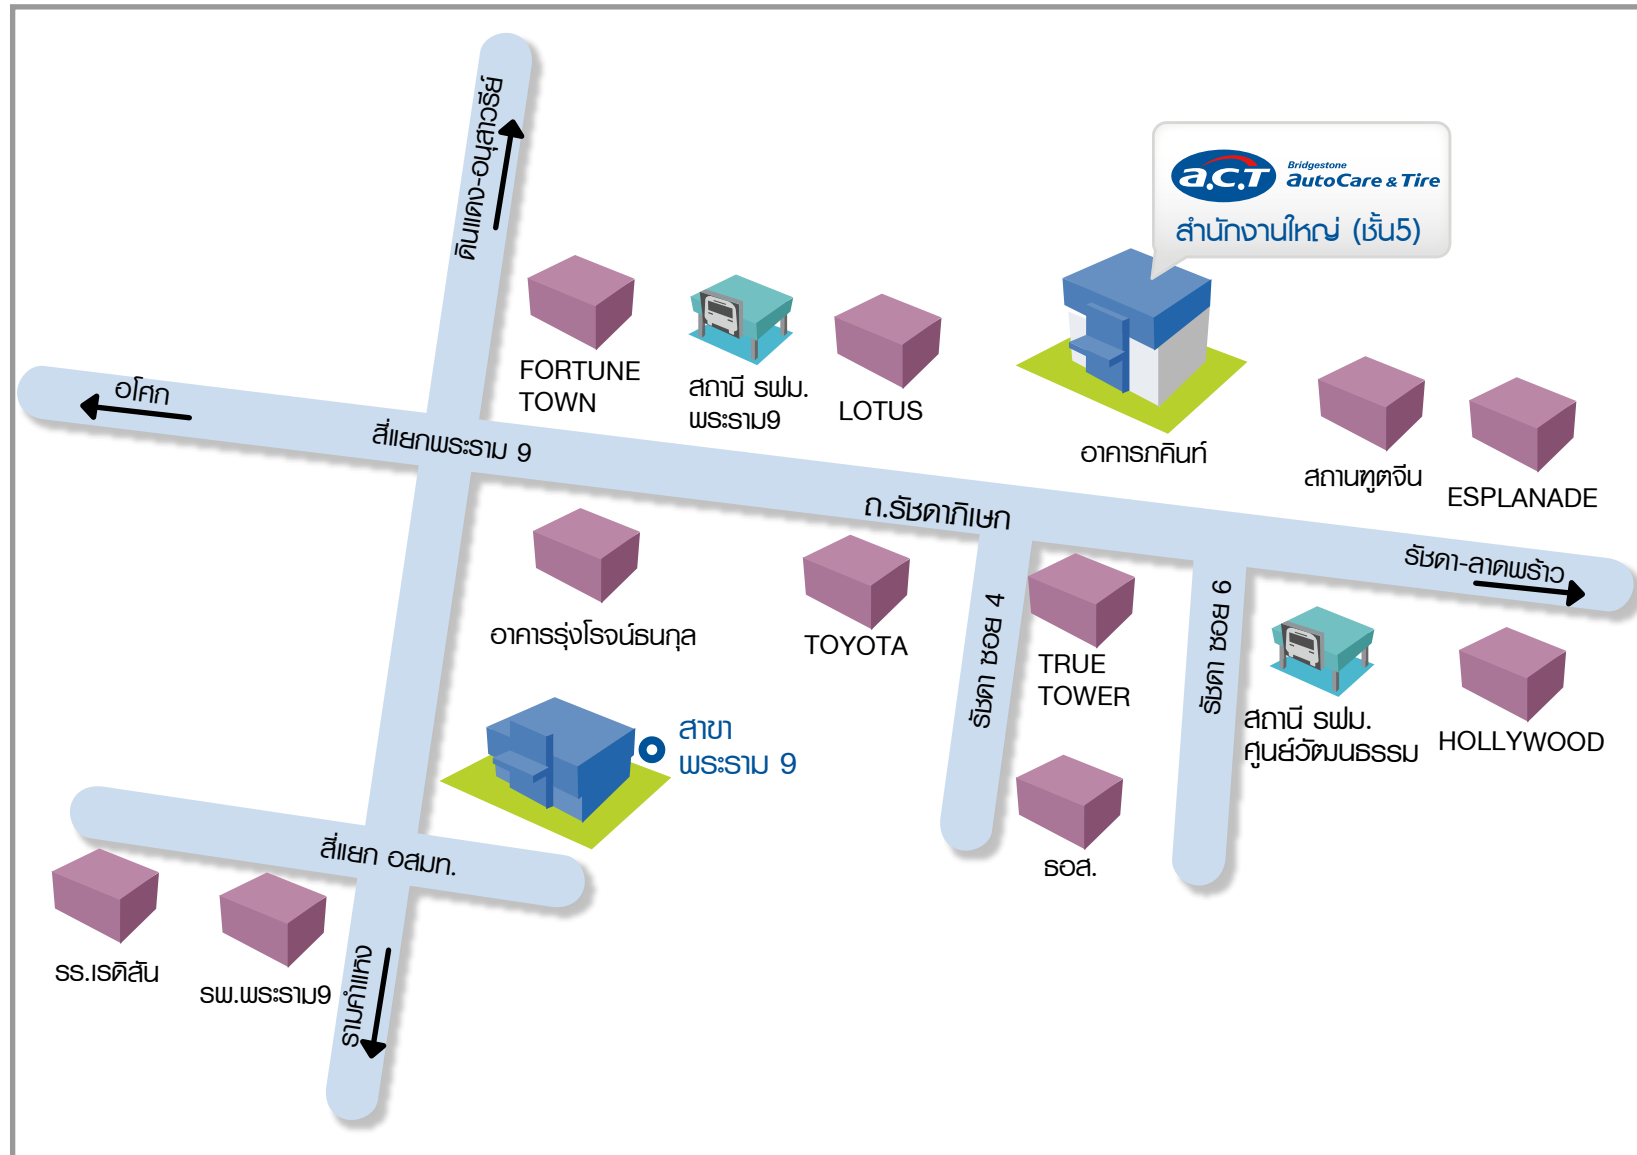 ดินแดง-อนุสาวรีย์
a.c.T
Bridgestone
autoCare & Tire
สำนักงานใหญ่ (ชั้น5)
FORTUNE
TOWN
สถานี รฟม.
พระราม9
LOTUS
อาคารภคินท์
สถานฑูตจีน
ESPLANADE
อโศก
สี่แยกพระราม 9
ถ.รัชดาภิเษก
รัชดา-ลาดพร้าว
อาคารรุ่งโรจน์ธนกุล
TOYOTA
รัชดา ซอย 4
TRUE
TOWER
รัชดา ซอย 6
สถานี รฟม.
ศูนย์วัฒนธรรม
HOLLYWOOD
สาขา
พระราม 9
ธอส.
สี่แยก อสมท.
รร.เรดิสัน
รพ.พระราม9
รามคำแหง